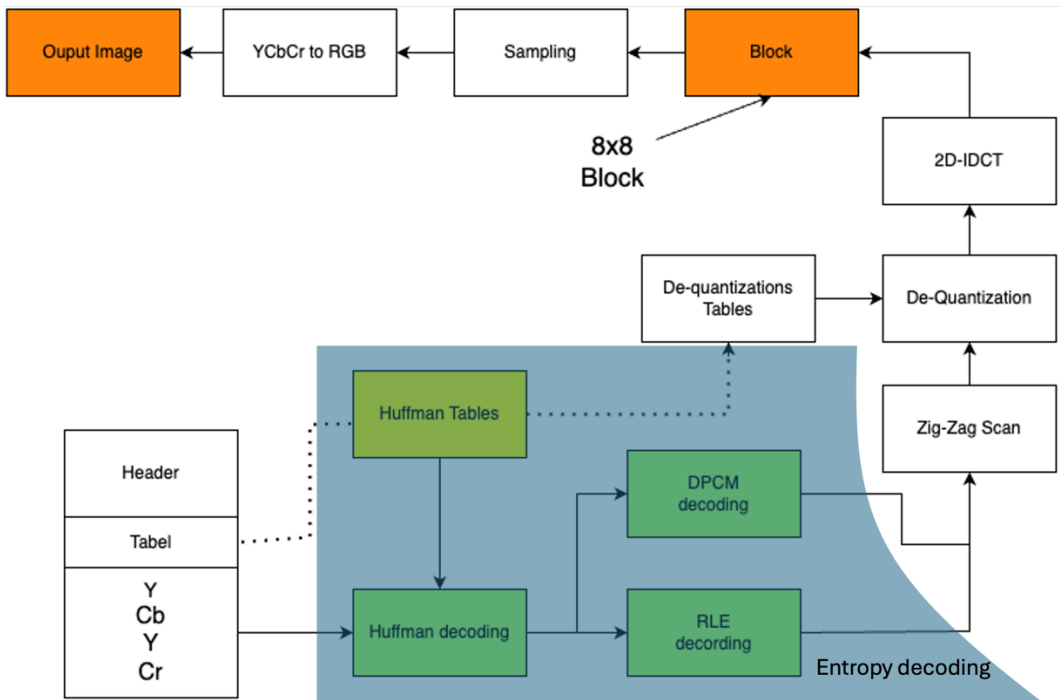 Ouput Image
YCbCr to RGB
Sampling
Block
8x8
Block
2D-IDCT
De-quantizations
Tables
De-Quantization
Huffman Tables
Zig-Zag Scan
Header
DPCM
decoding
Tabel
Y
Cb
Y
Cr
Huffman decoding
RLE
decording
Entropy decoding